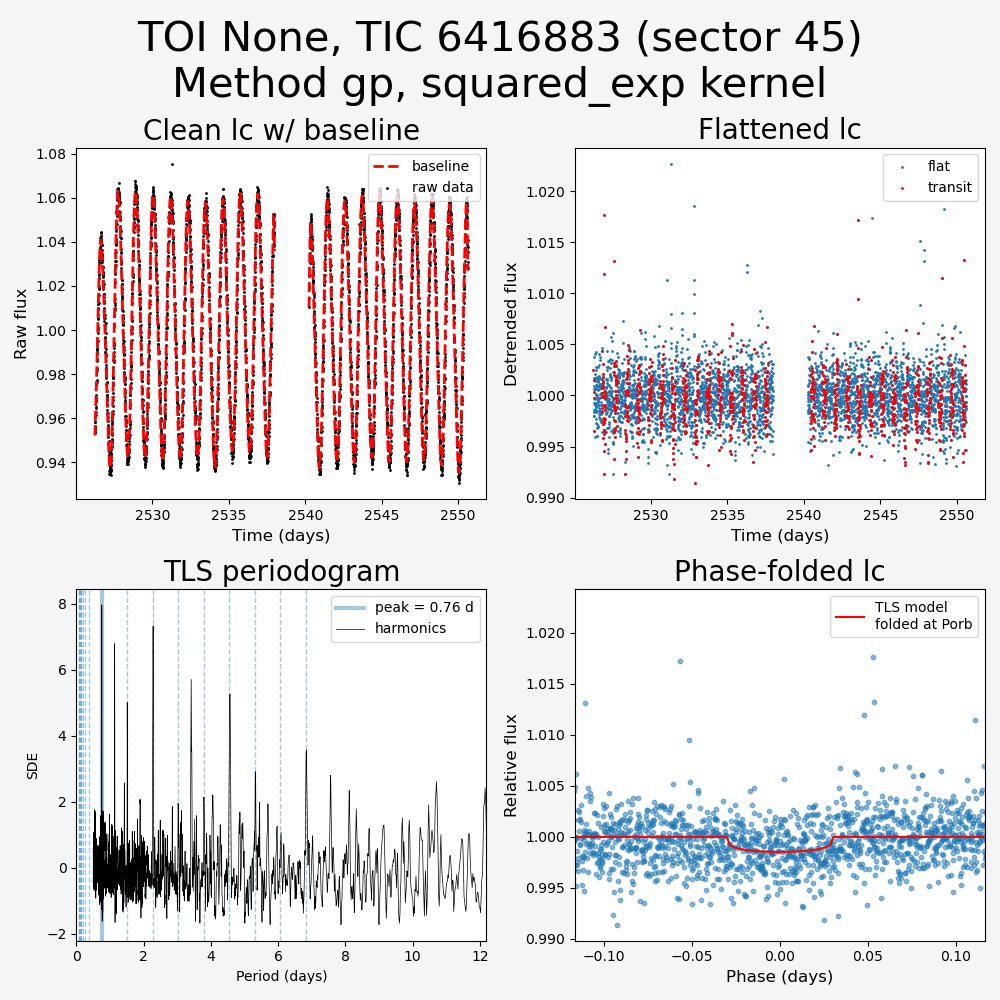 TOI None, TIC 6416883 (sector 45)
Method gp, squared_exp kernel
Clean lc w/ baseline
1.08
1.06
1.04
1.02
1.00
0.98
0.96
0.94
Raw flux
baseline
raw data
2530
2535
2540
2545
2550
Time (days)
Flattened lc
1.020
1.015
1.010
1.005
1.000
0.995
0.990
Detrended flux
flat
transit
2530
2535
2540
2545
2550
Time (days)
TLS periodogram
8
6
4
2
0
−2
SDE
peak = 0.76 d
harmonics
0
2
4
6
8
10
12
Period (days)
Phase-folded lc
1.020
1.015
1.010
1.005
1.000
0.995
0.990
Relative flux
TLS model
folded at Porb
−0.10
−0.05
0.00
0.05
0.10
Phase (days)